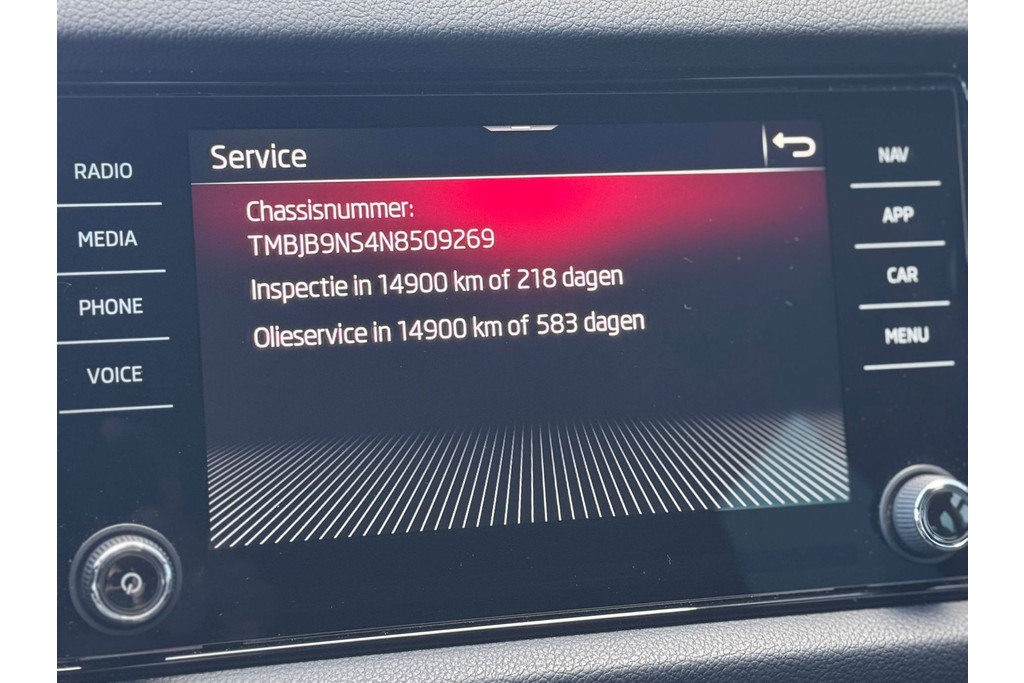 Service
Chassisnummer:
TMBJB9NS4N8509269
Inspectie in 14900 km of 218 dagen
Olieservice in 14900 km of 583 dagen
RADIO
MEDIA
PHONE
VOICE
NAV
APP
CAR
MENU